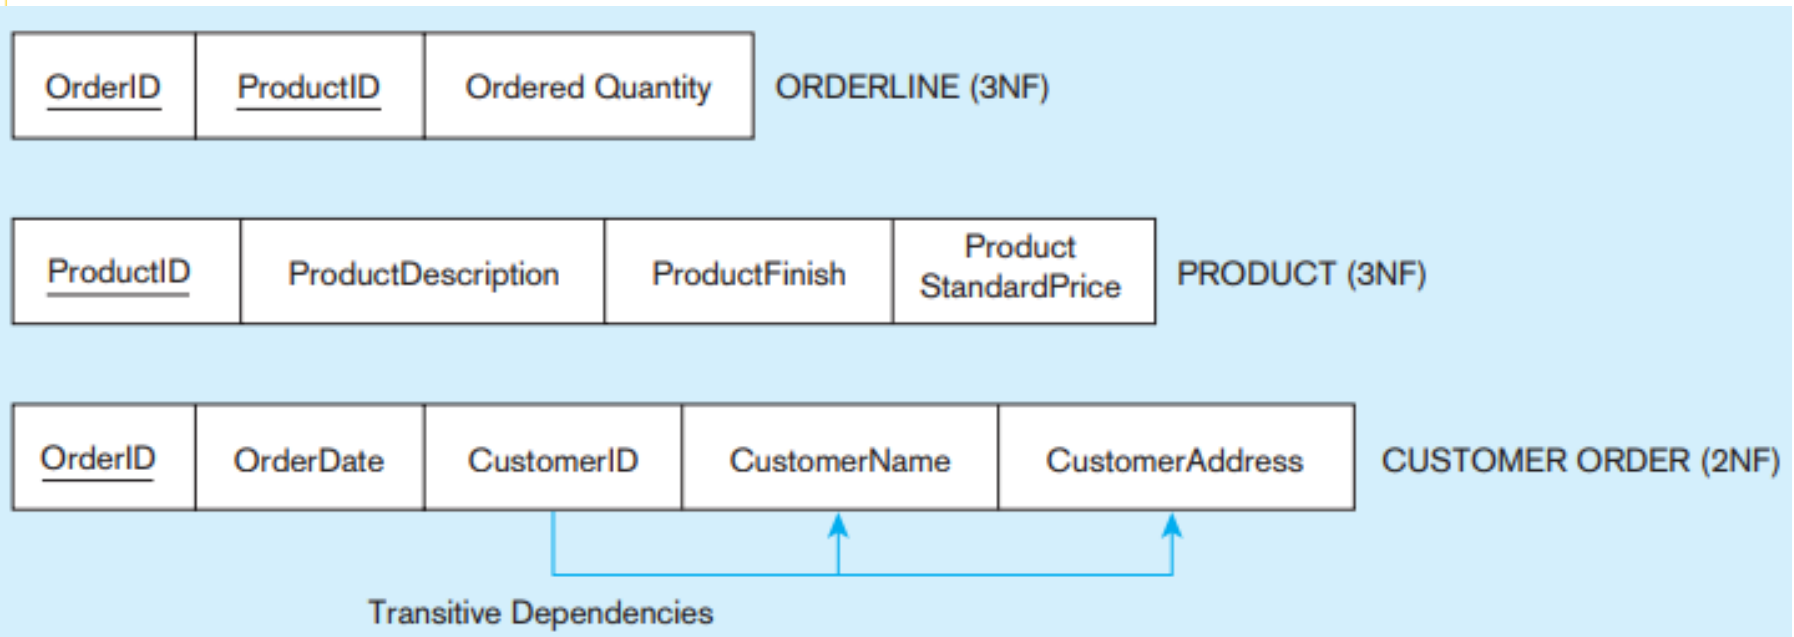 OrderID ProductID Ordered Quantity ORDERLINE (3NF)
ProductID ProductDescription ProductFinish Product StandardPrice PRODUCT (3NF)
OrderID OrderDate CustomerID CustomerName CustomerAddress CUSTOMER ORDER (2NF)
Transitive Dependencies